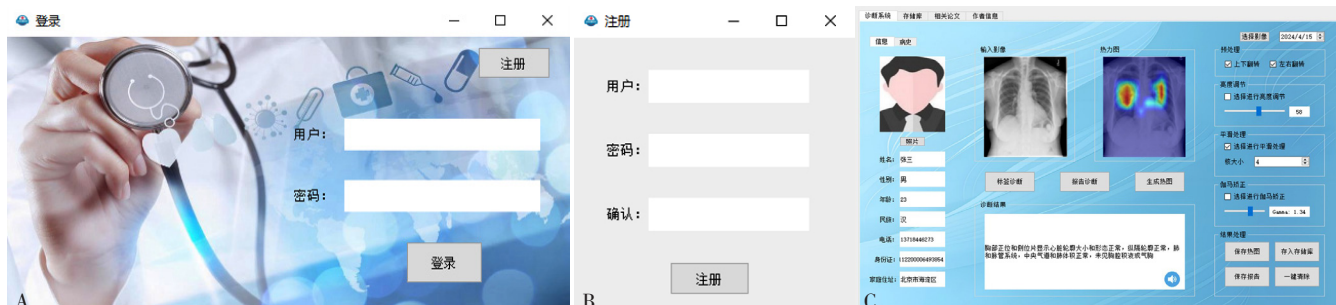 登录
注册
用户：
密码：
登录
A
注册
用户：
密码：
确认：
注册
B
诊断系统 存储库 相关论文 作者信息
信息 病史
选择影像 2024/4/15
输入影像
热力图
预处理
上下翻转 左右翻转
亮度调节
选择进行亮度调节
58
平滑处理
选择进行平滑处理
核大小 4
伽马矫正
选择进行伽马矫正
Gamma: 1.34
照片
姓名： 张三
性别： 男
年龄： 23
民族： 汉
电话： 13718446273
身份证： 112200006493854
家庭住址： 北京市海淀区
标签诊断 报告诊断 生成热图
诊断结果
胸部正位和侧位片显示心脏轮廓大小和形态正常，纵隔轮廓正常，肺
和肺管系统，中央气道和肺体积正常，未见胸腔积液或气胸
结果处理
保存热图 存入存储库
保存报告 一键清除
C